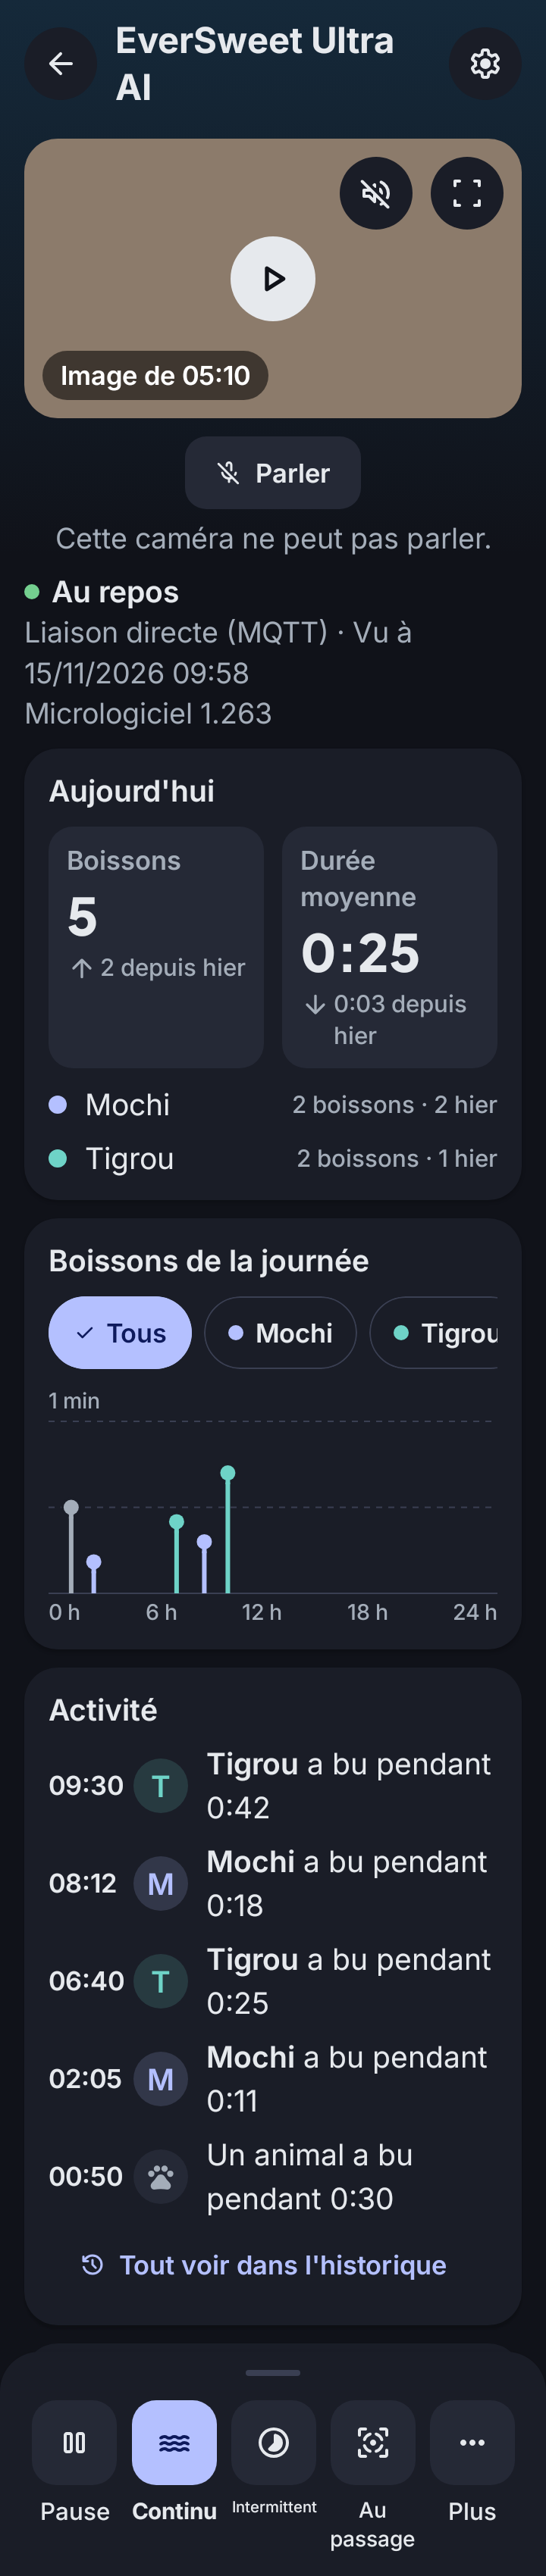 EverSweet Ultra
AI
Image de 05:10
Parler
Cette caméra ne peut pas parler.
Au repos
Liaison directe (MQTT) · Vu à
15/11/2026 09:58
Micrologiciel 1.263
Aujourd'hui
Boissons
5
↑ 2 depuis hier
Durée
moyenne
0:25
↓ 0:03 depuis
hier
Mochi
2 boissons · 2 hier
Tigrou
2 boissons · 1 hier
Boissons de la journée
Tous
Mochi
Tigrou
1 min
0 h
6 h
12 h
18 h
24 h
Activité
09:30
T
Tigrou a bu pendant
0:42
08:12
M
Mochi a bu pendant
0:18
06:40
T
Tigrou a bu pendant
0:25
02:05
M
Mochi a bu pendant
0:11
00:50
Un animal a bu
pendant 0:30
Tout voir dans l'historique
Pause
Continu
Intermittent
Au
passage
Plus